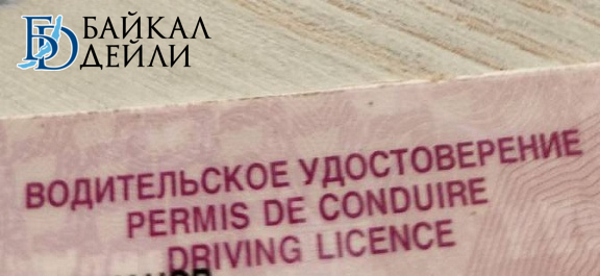 БАЙКАЛ
ДЕЙЛИ
ВОДИТЕЛЬСКОЕ УДОСТОВЕРЕНИЕ
PERMIS DE CONDUIRE
DRIVING LICENCE